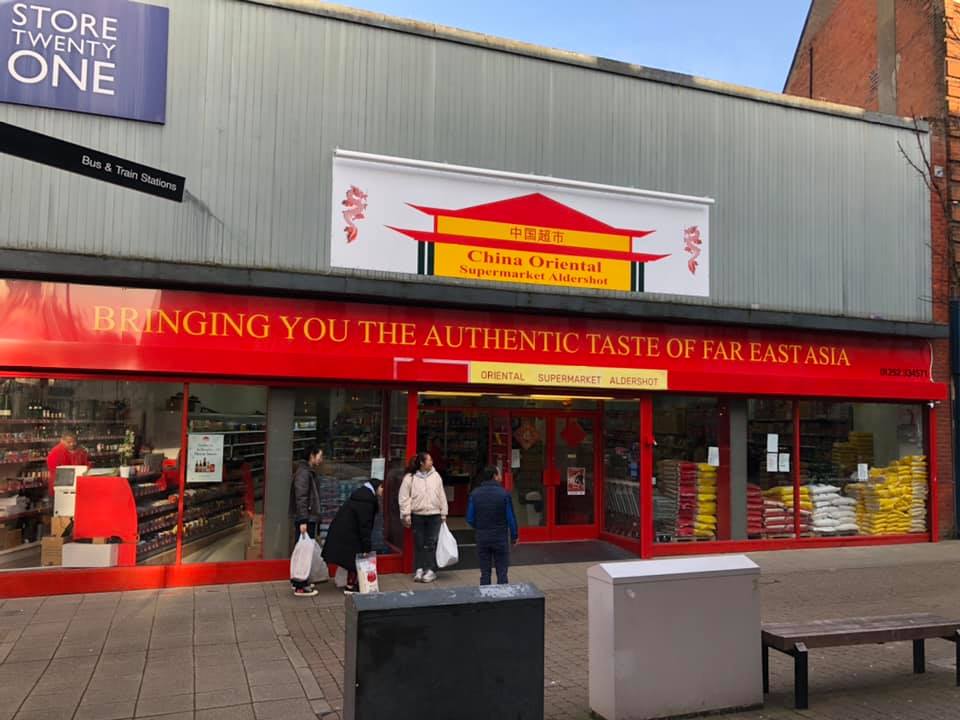 STORE
TWENTY
ONE
Bus & Train Stations
中国超市
China Oriental
Supermarket Aldershot
BRINGING YOU THE AUTHENTIC TASTE OF FAR EAST ASIA
01252 334571
ORIENTAL SUPERMARKET ALDERSHOT